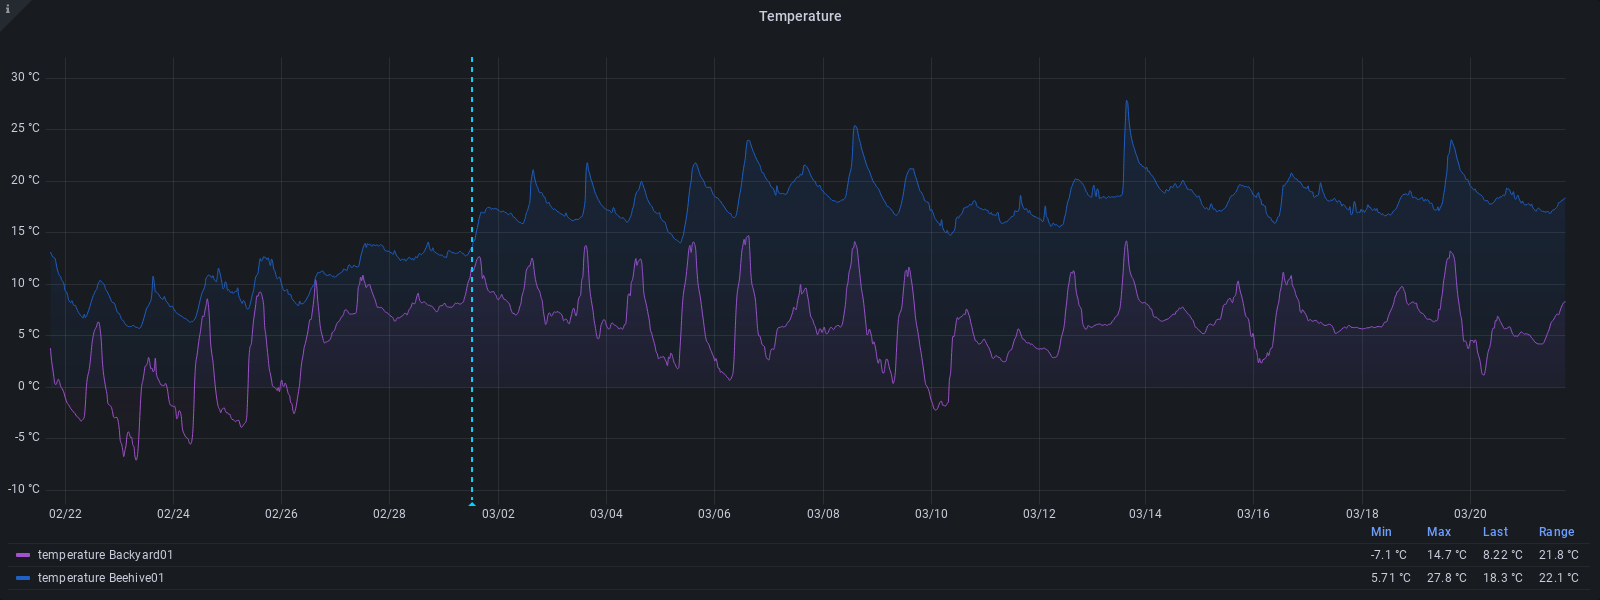 i
Temperature
30 °C
25 °C
20 °C
15 °C
10 °C
5 °C
0 °C
-5 °C
-10 °C
02/22 02/24 02/26 02/28 03/02 03/04 03/06 03/08 03/10 03/12 03/14 03/16 03/18 03/20
Min Max Last Range
temperature Backyard01 -7.1 °C 14.7 °C 8.22 °C 21.8 °C
temperature Beehive01 5.71 °C 27.8 °C 18.3 °C 22.1 °C